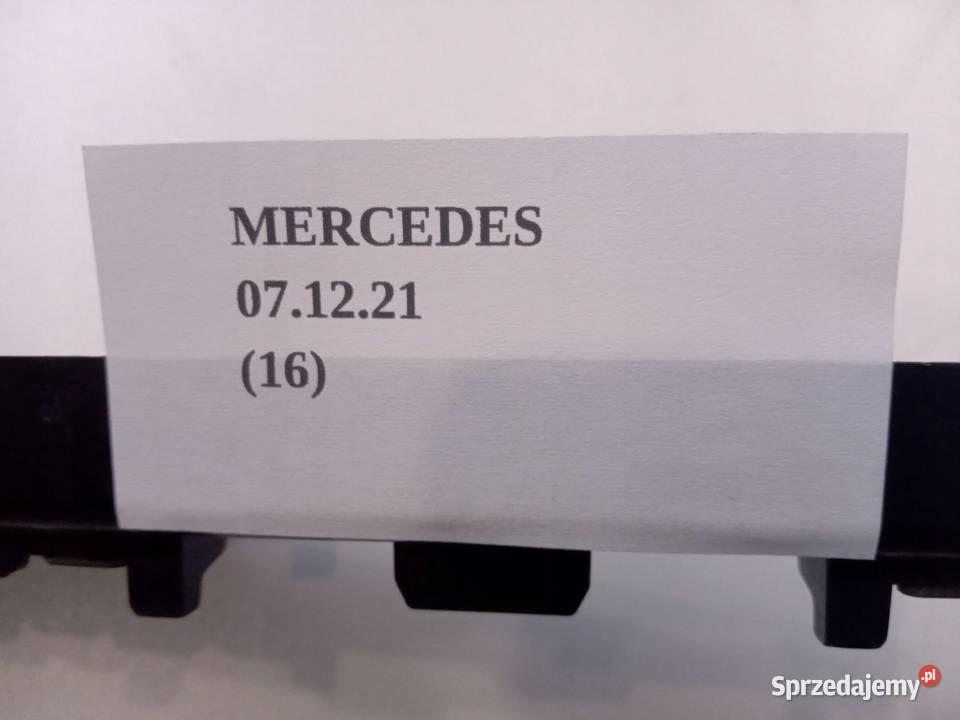 MERCEDES
07.12.21
(16)
Sprzedajemy.pl